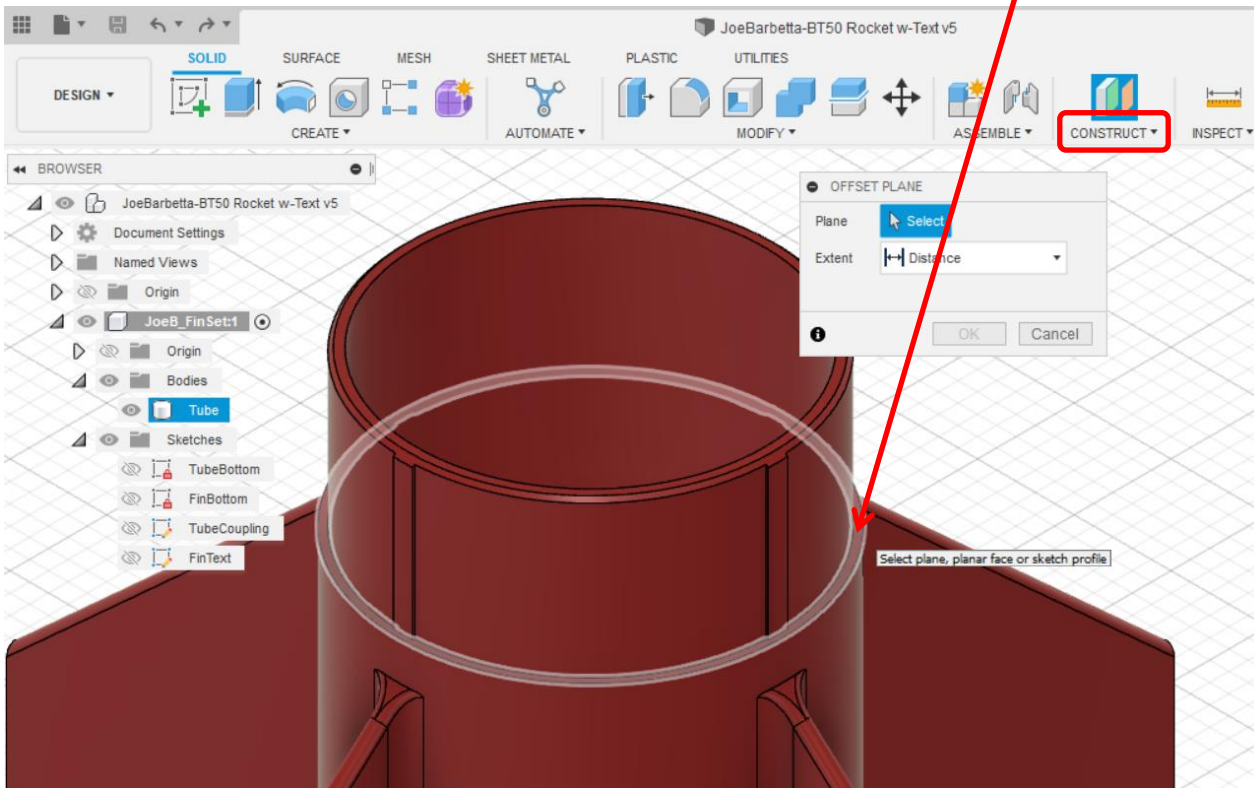 JoeBarbetta-BT50 Rocket w-Text v5
SOLID SURFACE MESH SHEET METAL PLASTIC UTILITIES
DESIGN
CREATE AUTOMATE MODIFY ASSEMBLE CONSTRUCT INSPECT
BROWSER
JoeBarbetta-BT50 Rocket w-Text v5
Document Settings
Named Views
Origin
JoeB_FinSet:1
Origin
Bodies
Tube
Sketches
TubeBottom
FinBottom
TubeCoupling
FinText
OFFSET PLANE
Plane Select
Extent Distance
OK Cancel
Select plane, planar face or sketch profile